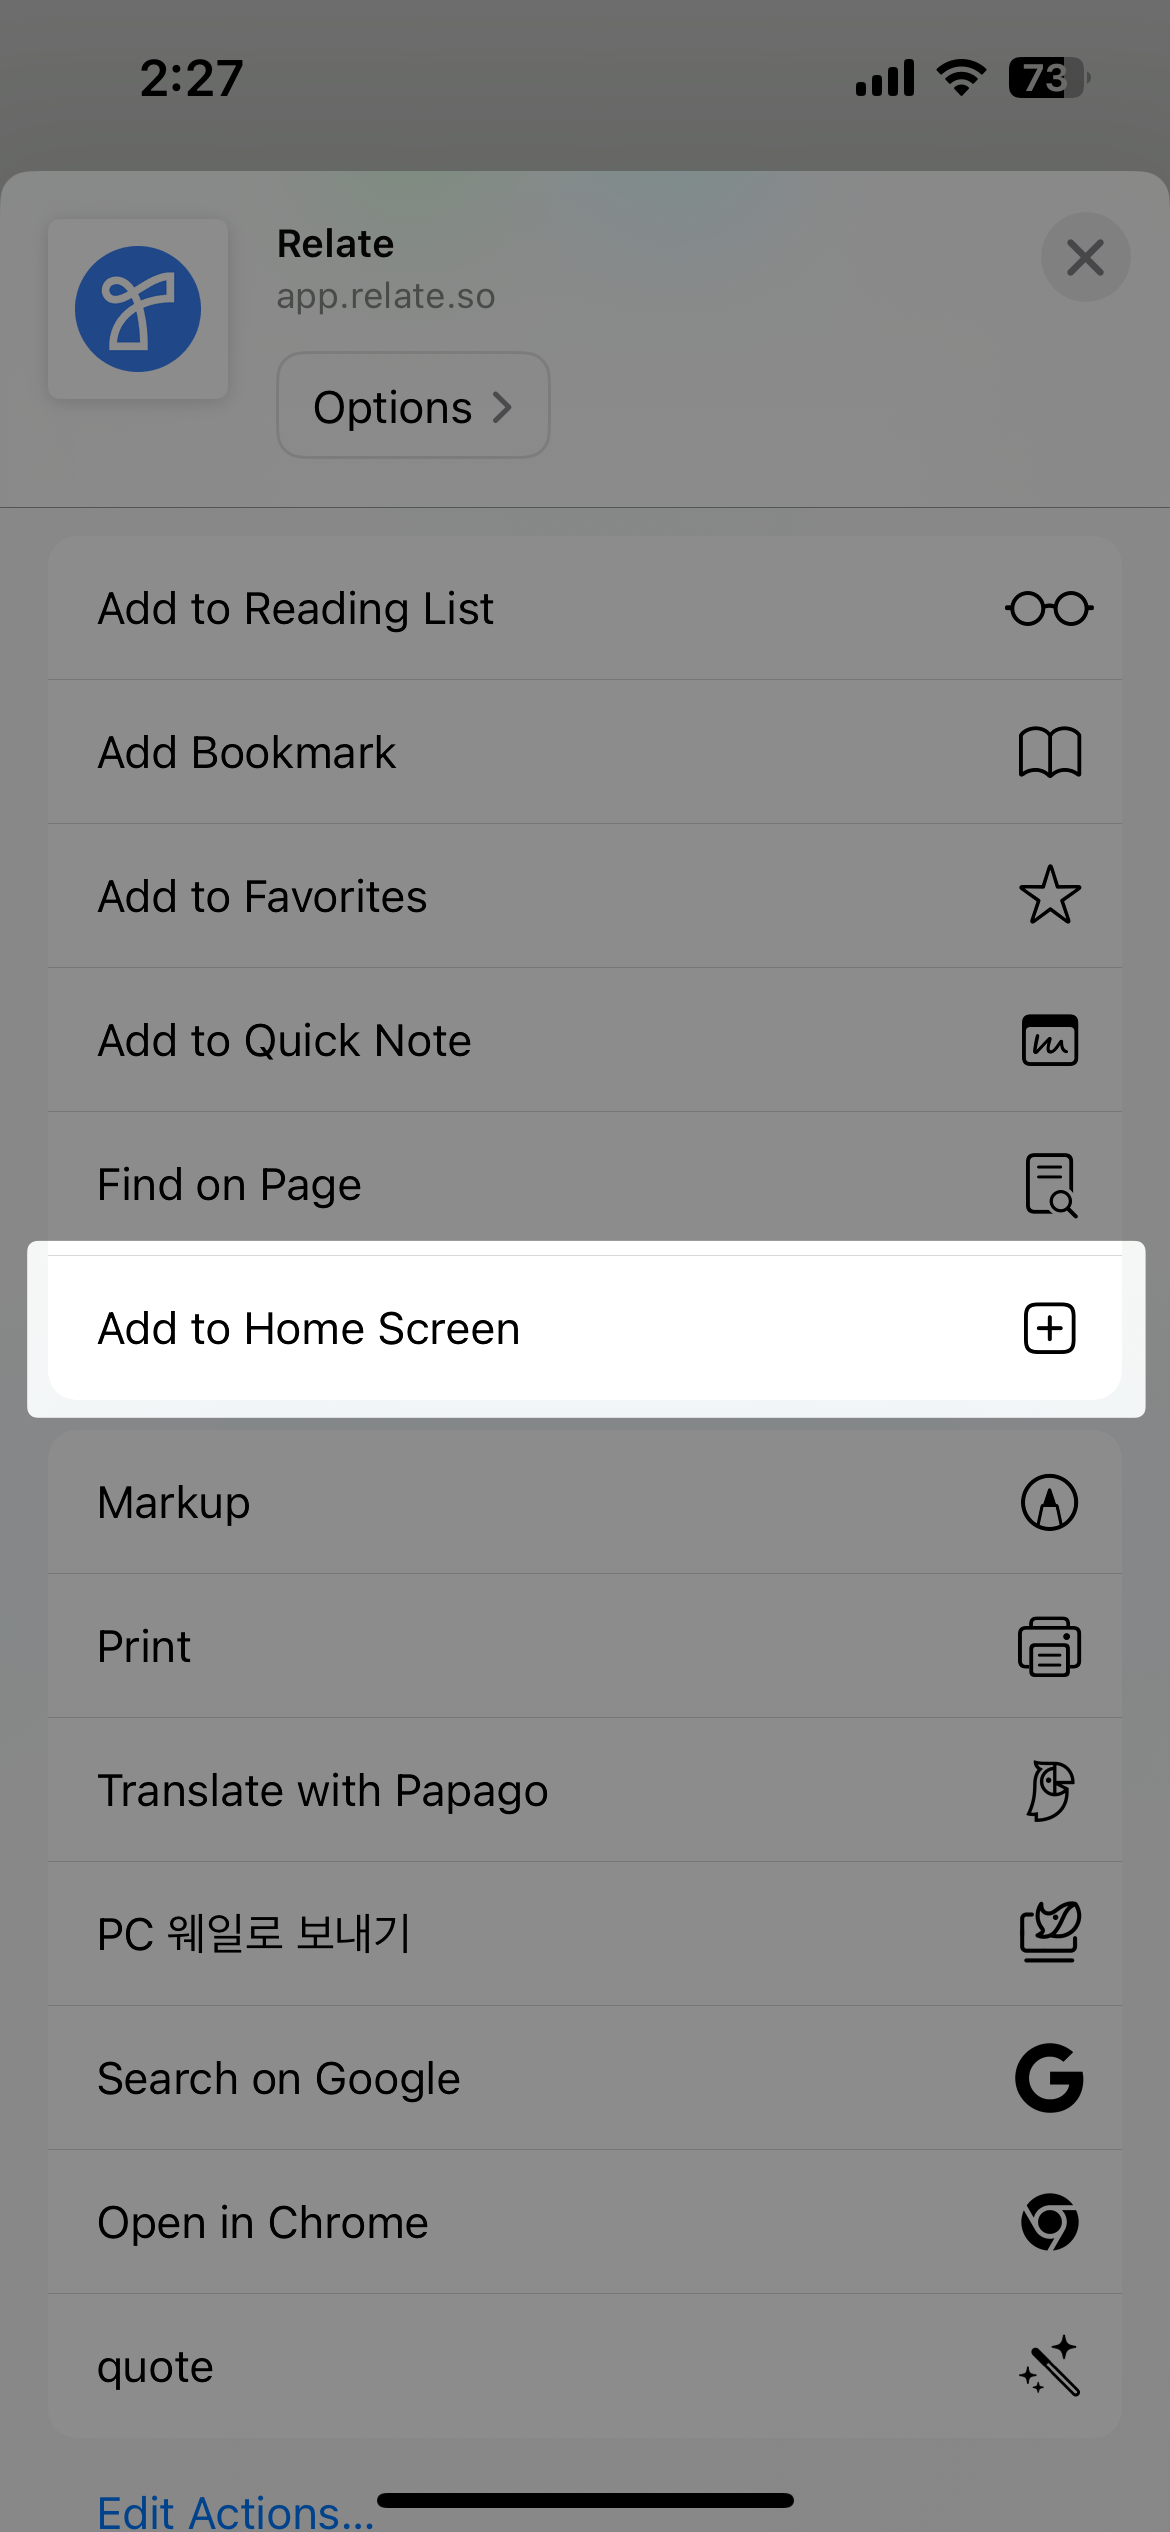 2:27
73
Relate
app.relate.so
Options
Add to Reading List
Add Bookmark
Add to Favorites
Add to Quick Note
Find on Page
Add to Home Screen
Markup
Print
Translate with Papago
PC 웨일로 보내기
Search on Google
Open in Chrome
quote
Edit Actions...